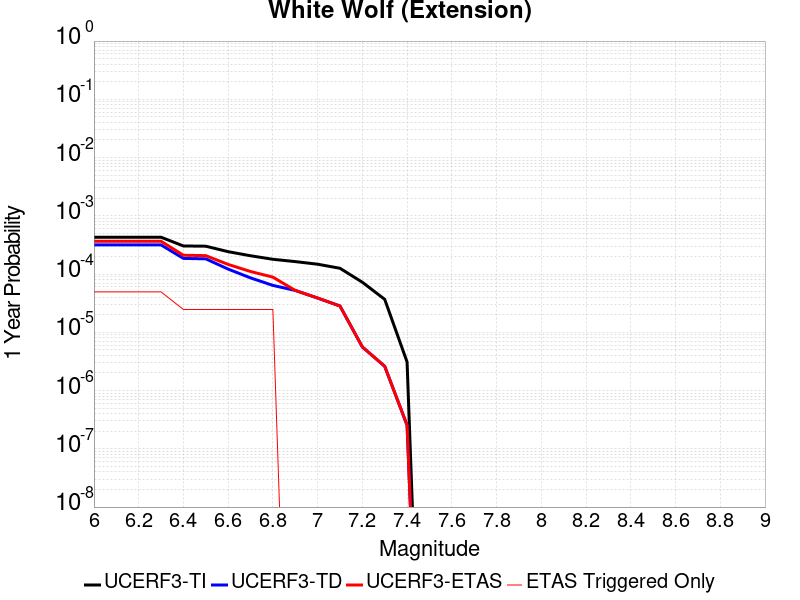 White Wolf (Extension)
10^0
10^-1
10^-2
10^-3
10^-4
10^-5
10^-6
10^-7
10^-8
1 Year Probability
6 6.2 6.4 6.6 6.8 7 7.2 7.4 7.6 7.8 8 8.2 8.4 8.6 8.8 9
Magnitude
UCERF3-TI UCERF3-TD UCERF3-ETAS ETAS Triggered Only